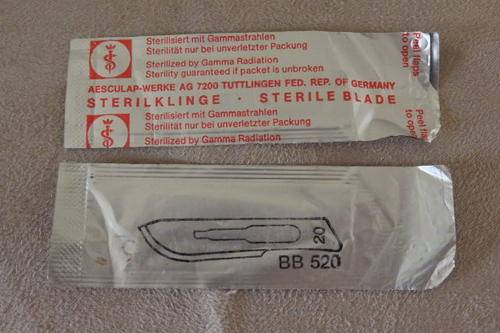 Sterilisiert mit Gammastrahlen
Sterilität nur bei unverletzter Packung
Sterilized by Gamma Radiation
Sterility guaranteed if packet is unbroken
Peel flaps
to open
AESCULAP-WERKE AG 7200 TUTTLINGEN FED. REP. OF GERMANY
STERILKLINGE · STERILE BLADE
Sterilisiert mit Gammastrahlen
Sterilität nur bei unverletzter Packung
Sterilized by Gamma Radiation
Peel fla
to ope
20
BB 520